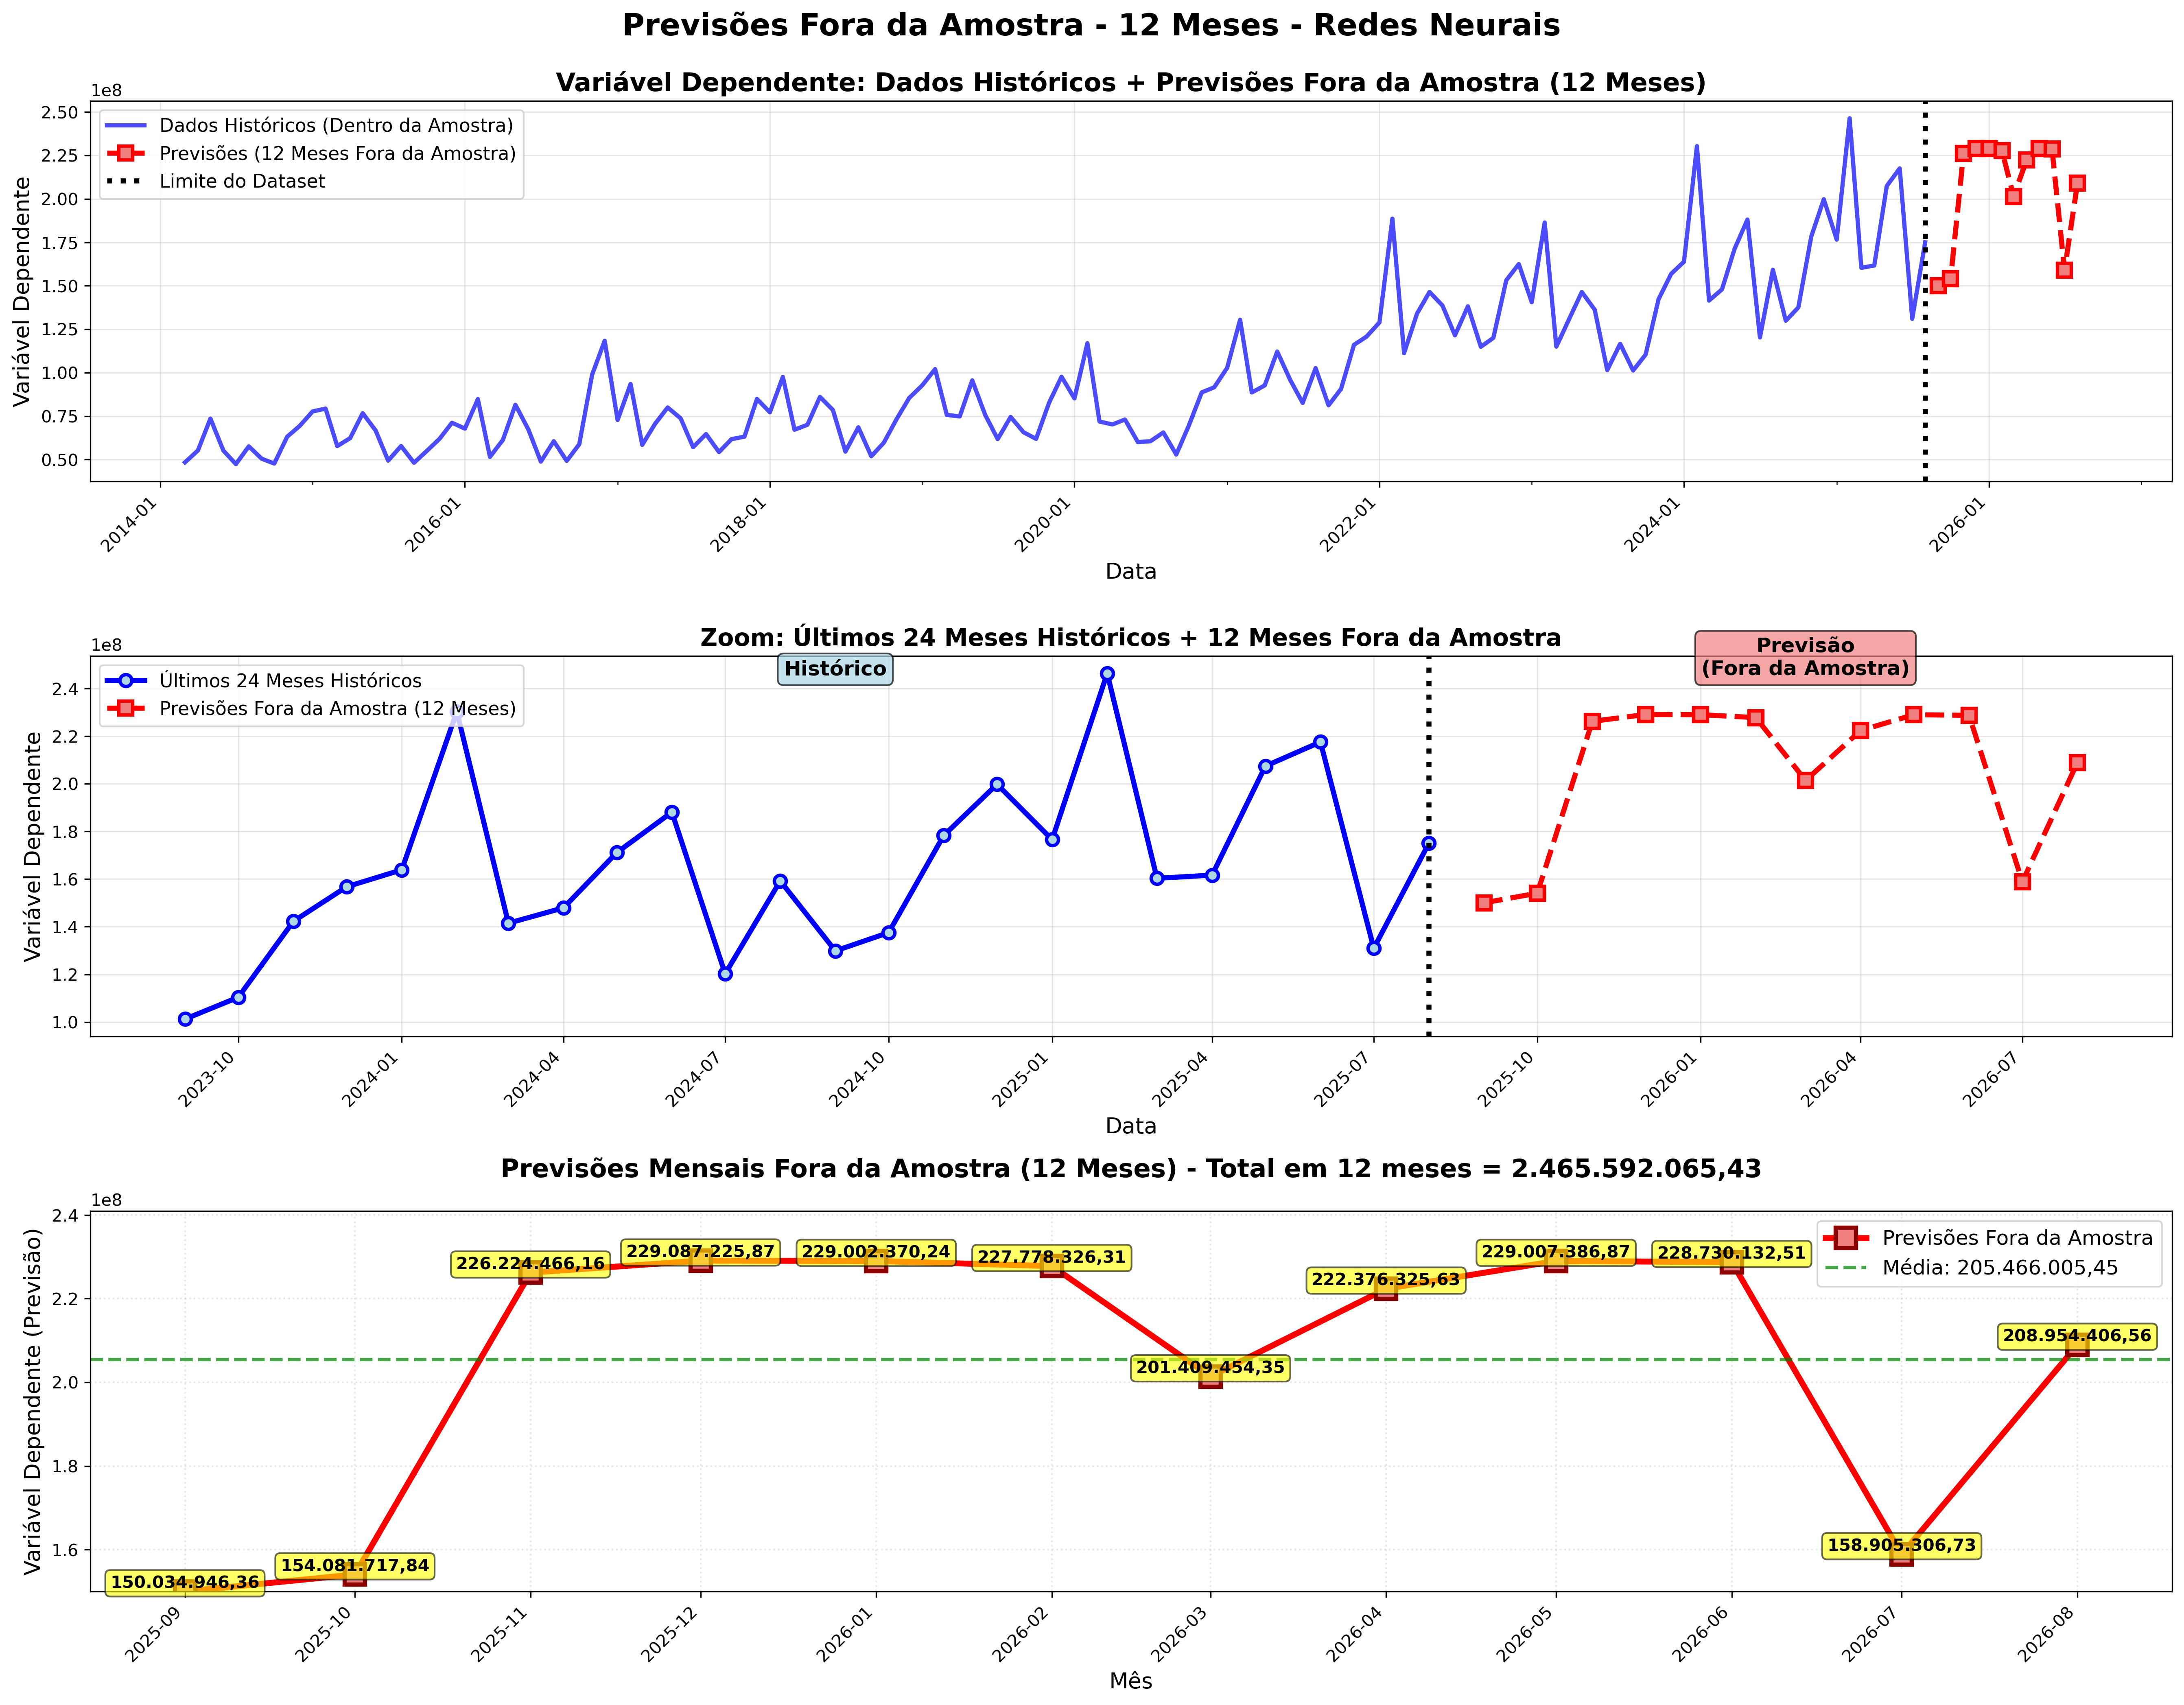 Previsões Fora da Amostra - 12 Meses - Redes Neurais
Variável Dependente: Dados Históricos + Previsões Fora da Amostra (12 Meses)
1e8
Dados Históricos (Dentro da Amostra)
Previsões (12 Meses Fora da Amostra)
Limite do Dataset
Variável Dependente
2.50
2.25
2.00
1.75
1.50
1.25
1.00
0.75
0.50
2014-01
2016-01
2018-01
2020-01
2022-01
2024-01
2026-01
Data
Zoom: Últimos 24 Meses Históricos + 12 Meses Fora da Amostra
1e8
Últimos 24 Meses Históricos
Previsões Fora da Amostra (12 Meses)
Histórico
Previsão
(Fora da Amostra)
Variável Dependente
2.4
2.2
2.0
1.8
1.6
1.4
1.2
1.0
2023-10
2024-01
2024-04
2024-07
2024-10
2025-01
2025-04
2025-07
2025-10
2026-01
2026-04
2026-07
Data
Previsões Mensais Fora da Amostra (12 Meses) - Total em 12 meses = 2.465.592.065,43
1e8
Previsões Fora da Amostra
Média: 205.466.005,45
Variável Dependente (Previsão)
2.4
2.2
2.0
1.8
1.6
150.034.946,36
154.081.717,84
226.224.466,16
229.087.225,87
229.002.370,24
227.778.326,31
201.409.454,35
222.376.325,63
229.007.386,87
228.730.132,51
158.905.306,73
208.954.406,56
2025-09
2025-10
2025-11
2025-12
2026-01
2026-02
2026-03
2026-04
2026-05
2026-06
2026-07
2026-08
Mês